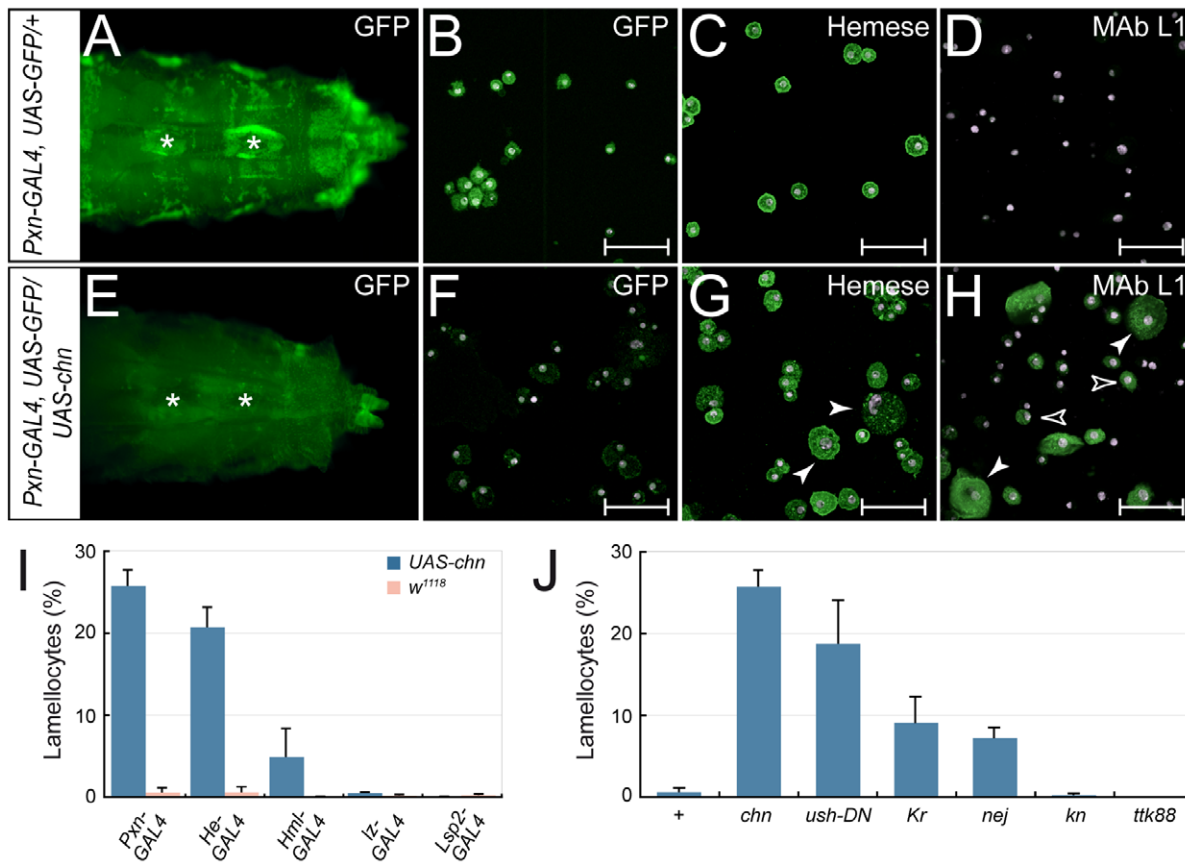 Pxn-GAL4, UAS-GFP/+
A
GFP
B
GFP
C
Hemese
D
MAb L1
Pxn-GAL4, UAS-GFP/
UAS-chn
E
GFP
F
GFP
G
Hemese
H
MAb L1
* *
* *
I
Lamellocytes (%)
30
20
10
0
UAS-chn
w1118
Pxn-
GAL4
He-
GAL4
Hml-
GAL4
lz-
GAL4
Lsp2-
GAL4
J
Lamellocytes (%)
30
20
10
0
+
chn
ush-DN
Kr
nej
kn
ttk88